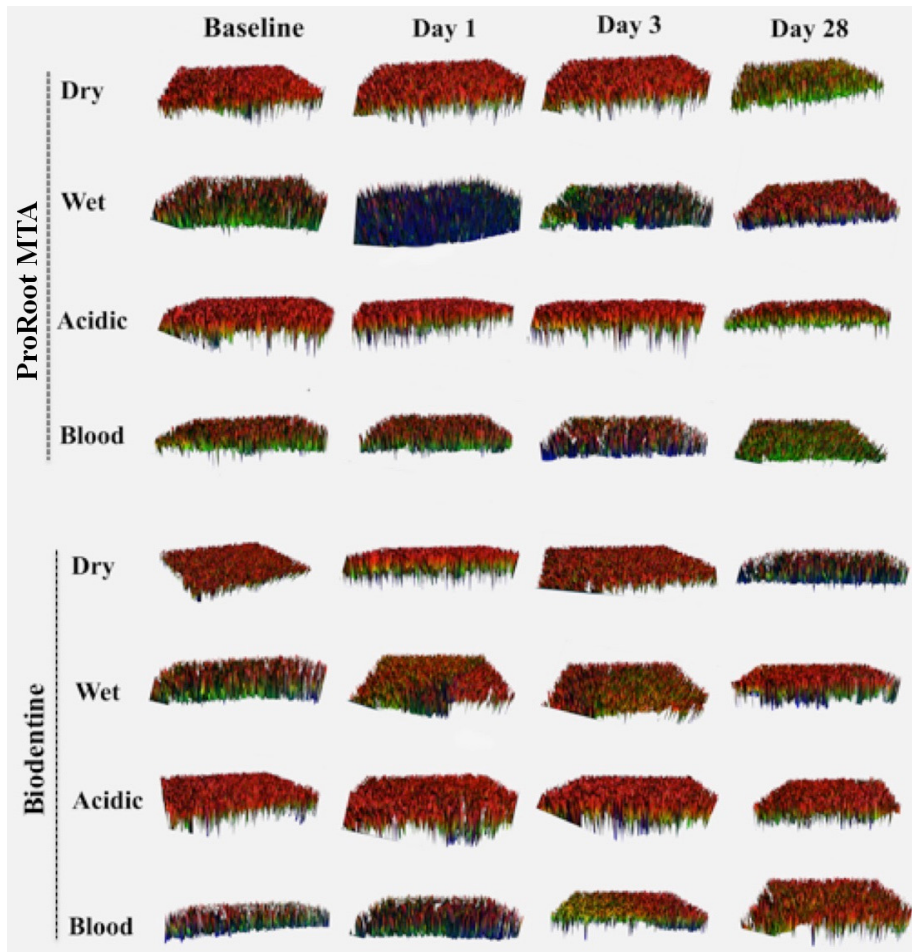 Baseline Day 1 Day 3 Day 28
ProRoot MTA
Dry
Wet
Acidic
Blood
Biodentine
Dry
Wet
Acidic
Blood